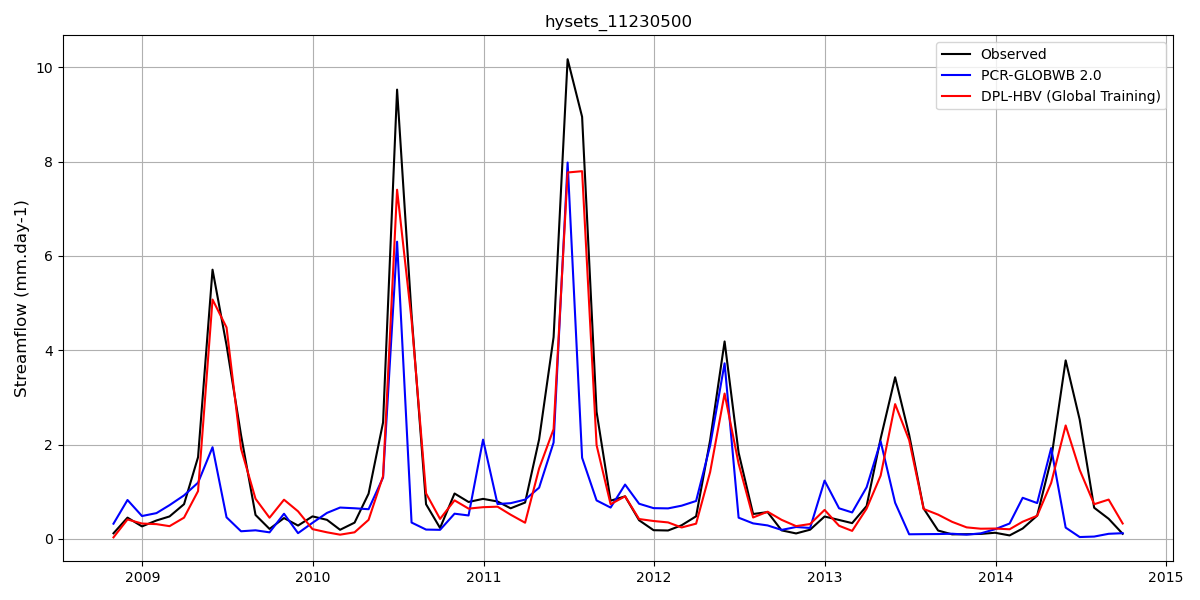 hysets_11230500
Observed
PCR-GLOBWB 2.0
DPL-HBV (Global Training)
Streamflow (mm.day-1)
10
8
6
4
2
0
2009
2010
2011
2012
2013
2014
2015